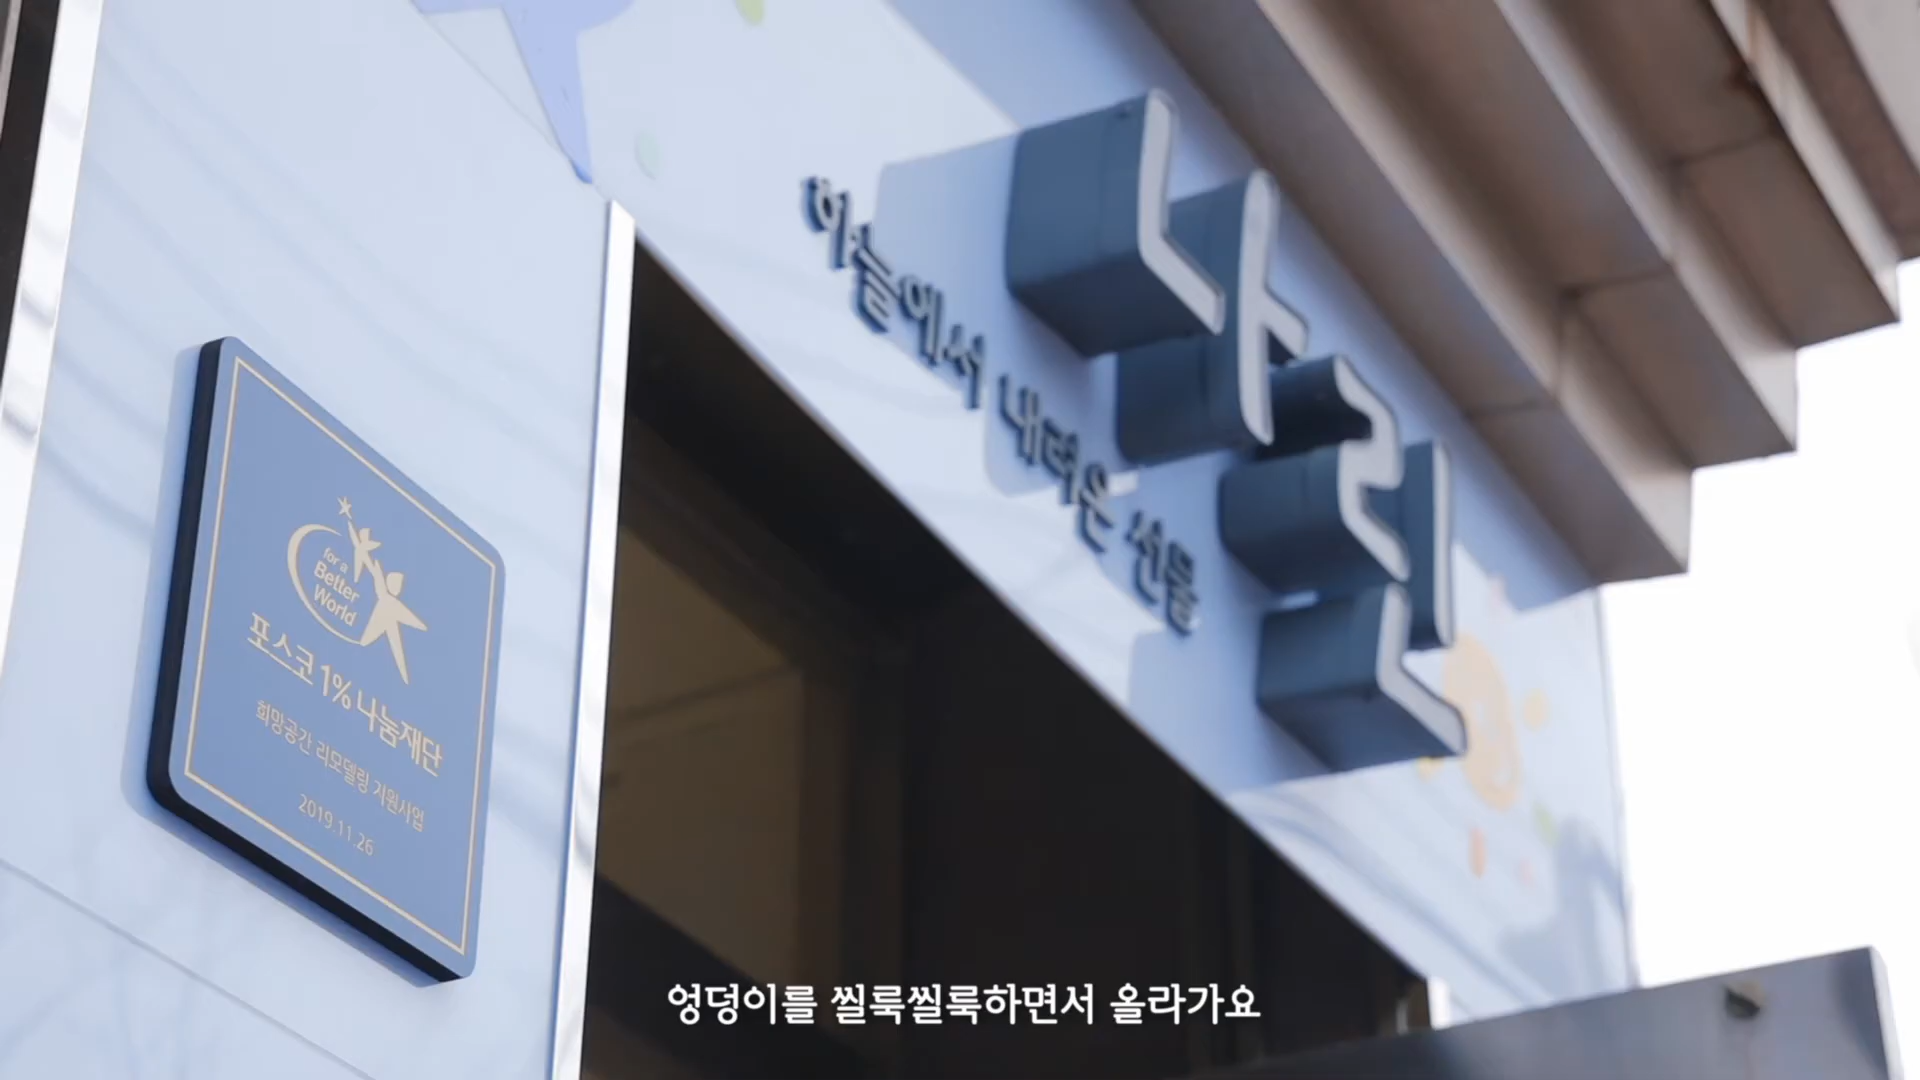 나린
하늘에서 내려온 선물
for a
Better
World
포스코 1% 나눔재단
희망공간 리모델링 지원사업
2019.11.26
엉덩이를 씰룩씰룩하면서 올라가요